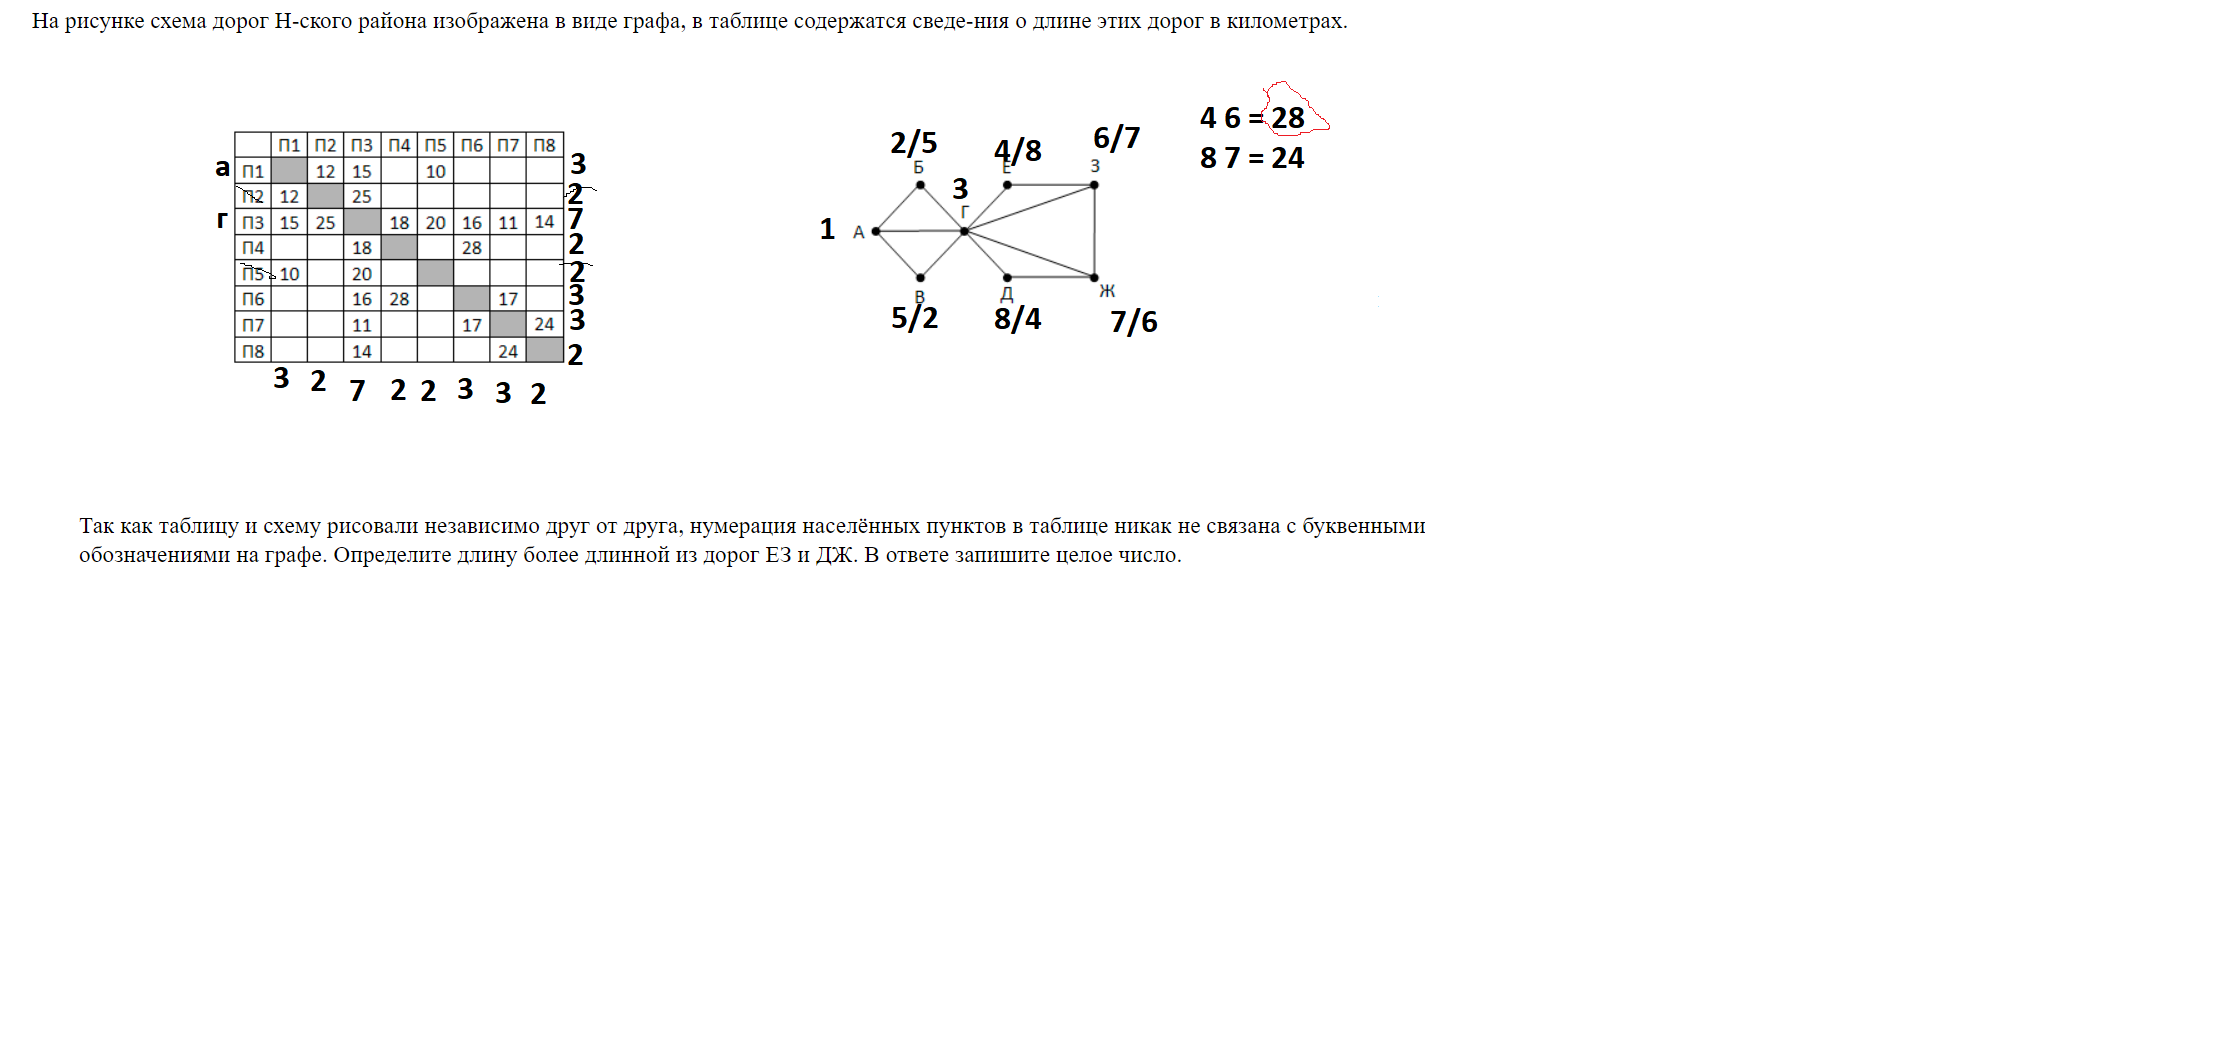 На рисунке схема дорог Н-ского района изображена в виде графа, в таблице содержатся сведе-ния о длине этих дорог в километрах.
П1 П2 П3 П4 П5 П6 П7 П8
а П1 12 15 10 3
П2 12 25 2
г П3 15 25 18 20 16 11 14 7
П4 18 28 2
П5 10 20 2
П6 16 28 17 3
П7 11 17 24 3
П8 14 24 2
3 2 7 2 2 3 3 2
2/5 4/8 6/7
Б Е З
3
Г
1 А
В Д Ж
5/2 8/4 7/6
4 6 = 28
8 7 = 24
Так как таблицу и схему рисовали независимо друг от друга, нумерация населённых пунктов в таблице никак не связана с буквенными
обозначениями на графе. Определите длину более длинной из дорог ЕЗ и ДЖ. В ответе запишите целое число.